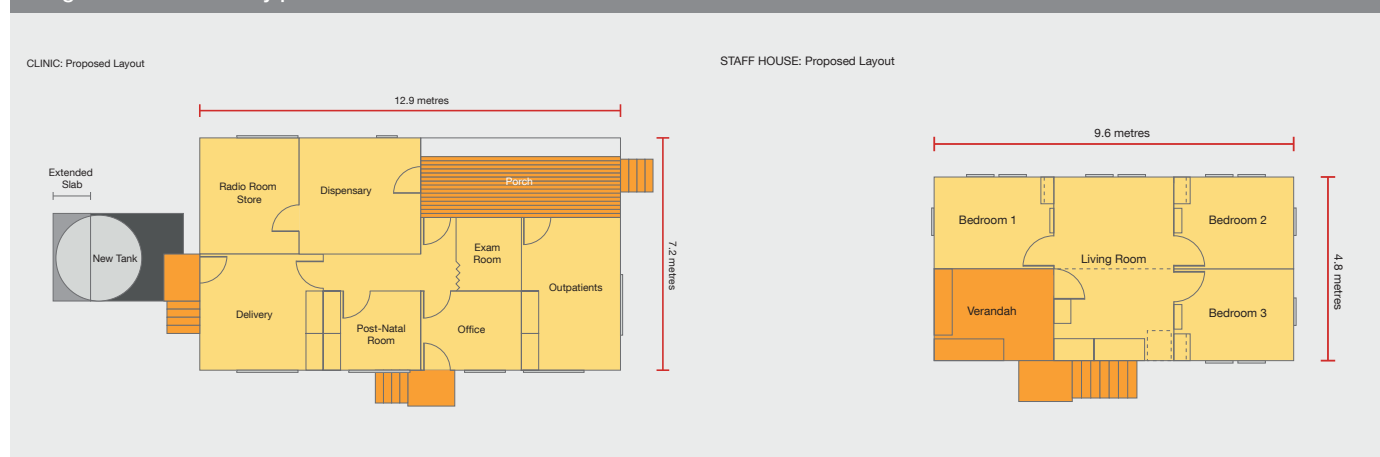 CLINIC: Proposed Layout
12.9 metres
Extended
Slab
New Tank
Radio Room
Store
Dispensary
Porch
Exam
Room
Outpatients
Delivery
Post-Natal
Room
Office
7.2 metres
STAFF HOUSE: Proposed Layout
9.6 metres
Bedroom 1
Bedroom 2
Living Room
Verandah
Bedroom 3
4.8 metres